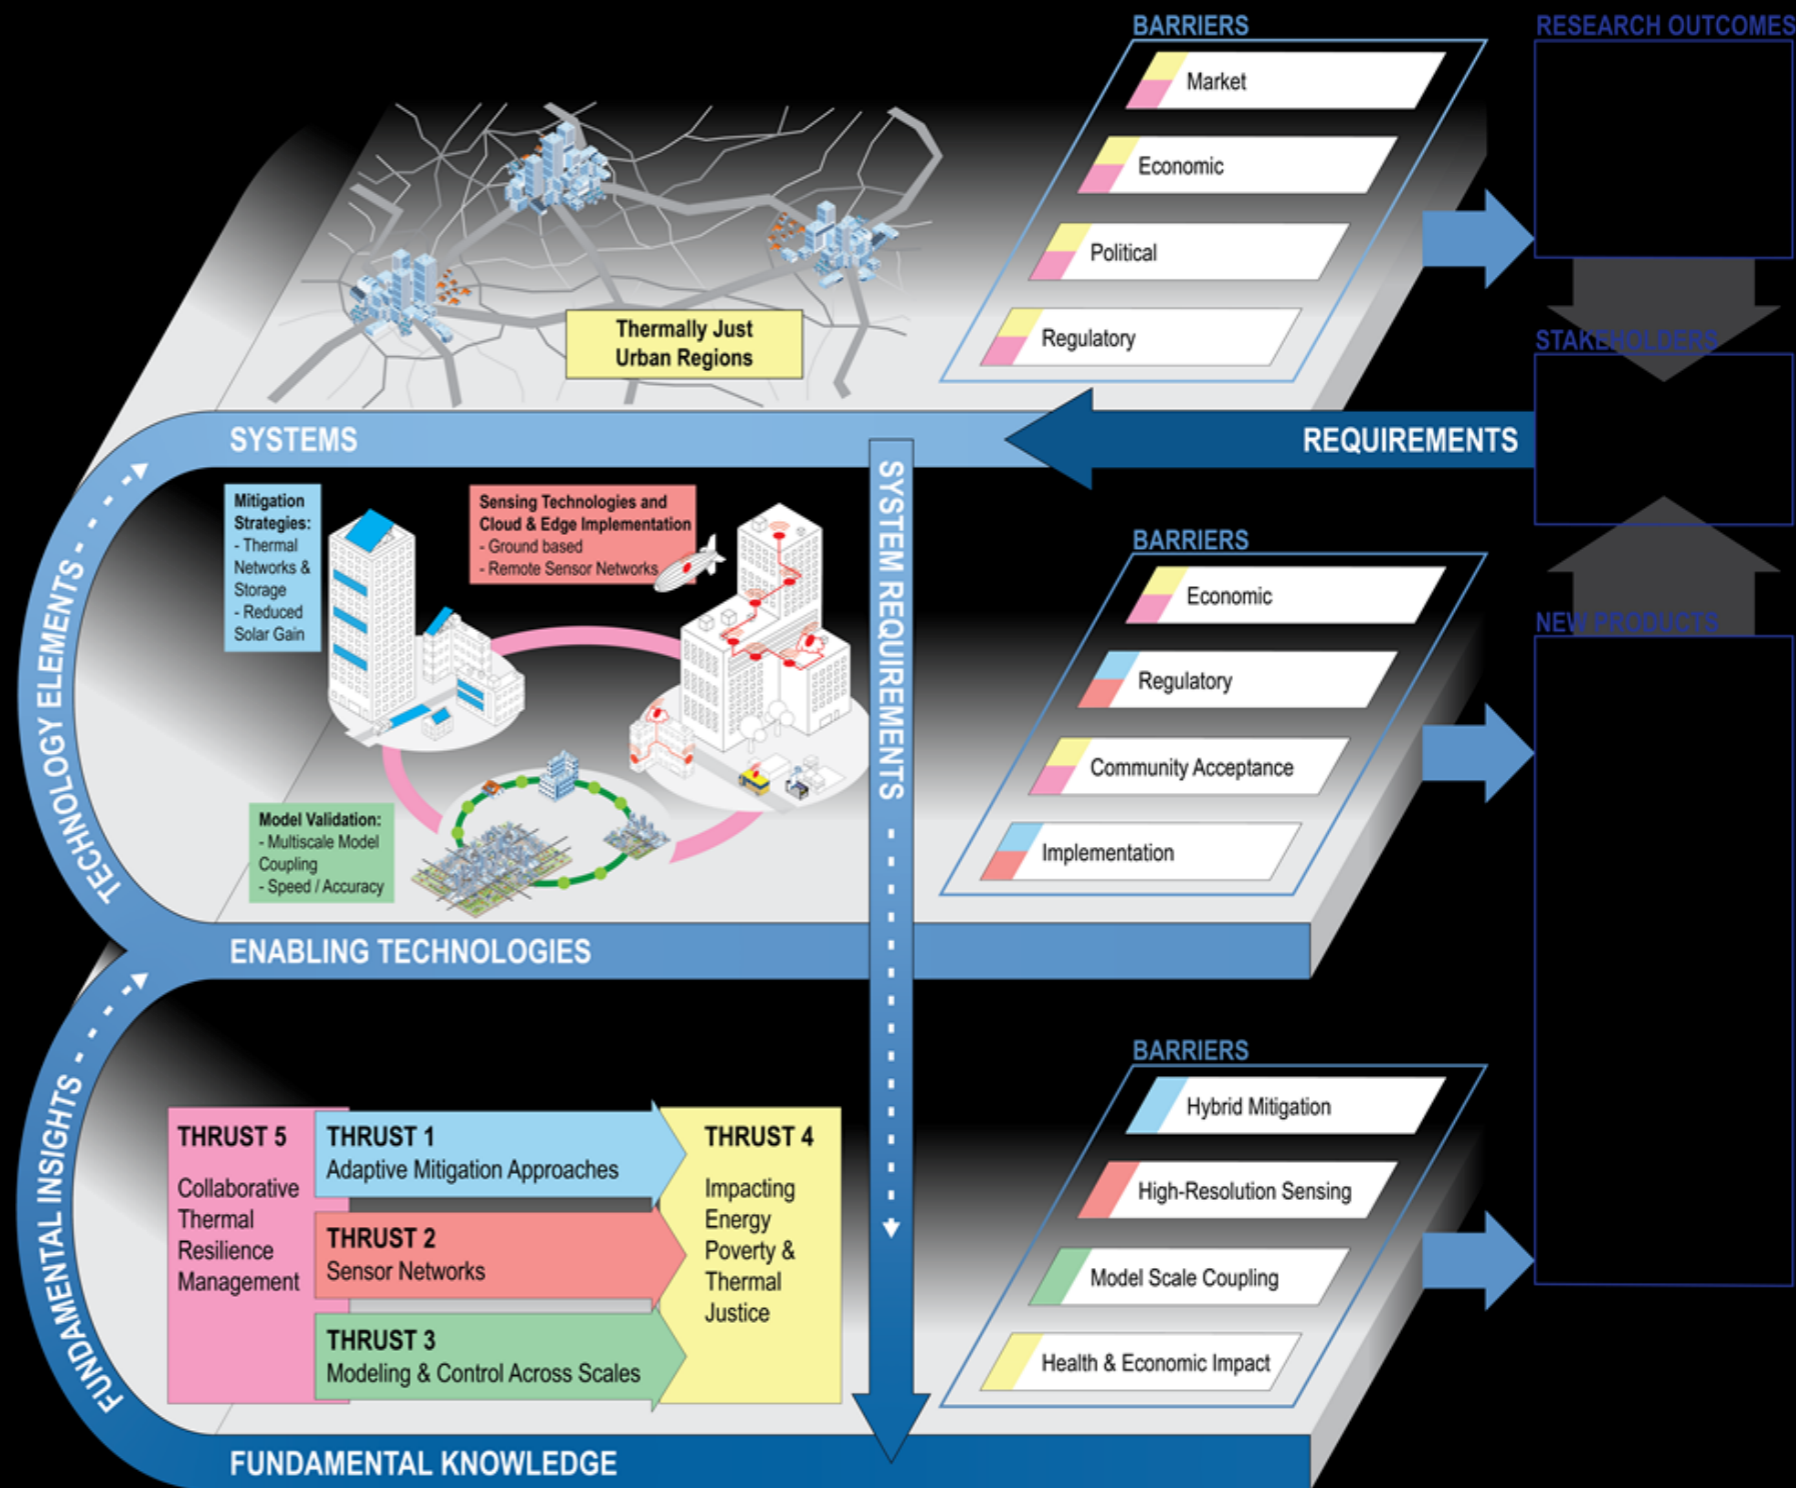 BARRIERS
Market
Economic
Political
Regulatory
RESEARCH OUTCOMES
Thermally Just
Urban Regions
STAKEHOLDERS
SYSTEMS
REQUIREMENTS
TECHNOLOGY ELEMENTS
Mitigation
Strategies:
- Thermal
Networks &
Storage
- Reduced
Solar Gain
Sensing Technologies and
Cloud & Edge Implementation
- Ground based
- Remote Sensor Networks
SYSTEM REQUIREMENTS
Model Validation:
- Multiscale Model
Coupling
- Speed / Accuracy
BARRIERS
Economic
Regulatory
Community Acceptance
Implementation
NEW PRODUCTS
ENABLING TECHNOLOGIES
FUNDAMENTAL INSIGHTS
THRUST 5
Collaborative
Thermal
Resilience
Management
THRUST 1
Adaptive Mitigation Approaches
THRUST 2
Sensor Networks
THRUST 3
Modeling & Control Across Scales
THRUST 4
Impacting
Energy
Poverty &
Thermal
Justice
BARRIERS
Hybrid Mitigation
High-Resolution Sensing
Model Scale Coupling
Health & Economic Impact
FUNDAMENTAL KNOWLEDGE